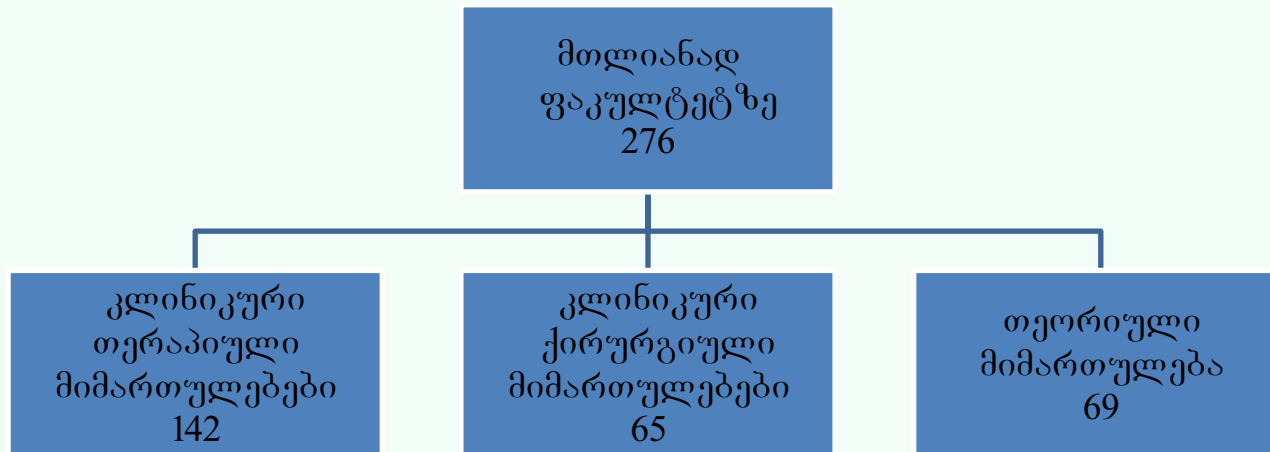 მთლიანად
ფაკულტეტზე
276
კლინიკური
თერაპიული
მიმართულებები
142
კლინიკური
ქირურგიული
მიმართულებები
65
თეორიული
მიმართულება
69